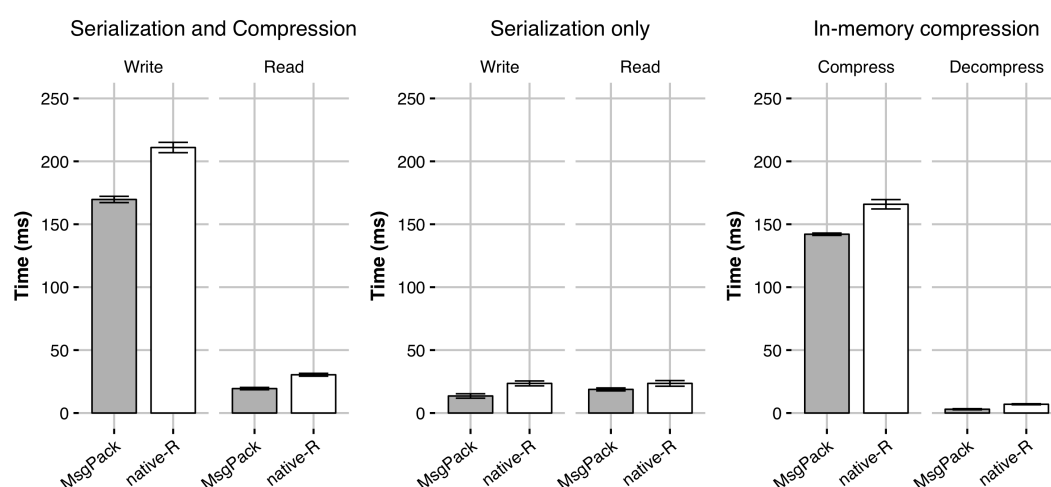 Serialization and Compression
Write Read
250
200
150
100
50
0
Time (ms)
MsgPack native-R MsgPack native-R
Serialization only
Write Read
250
200
150
100
50
0
Time (ms)
MsgPack native-R MsgPack native-R
In-memory compression
Compress Decompress
250
200
150
100
50
0
Time (ms)
MsgPack native-R MsgPack native-R